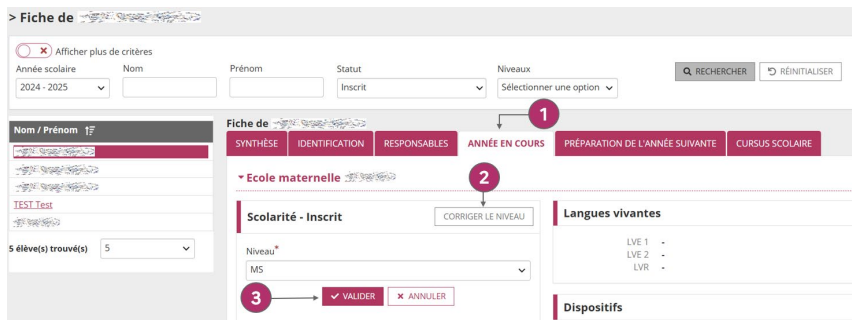 > Fiche de
Afficher plus de critères
Année scolaire Nom Prénom Statut Niveaux
2024 - 2025 Inscrit Sélectionner une option
RECHERCHER RÉINITIALISER
Nom / Prénom
TEST Test
5 élève(s) trouvé(s) 5
Fiche de
1
SYNTHÈSE IDENTIFICATION RESPONSABLES ANNÉE EN COURS PRÉPARATION DE L'ANNÉE SUIVANTE CURSUS SCOLAIRE
Ecole maternelle
2
Scolarité - Inscrit CORRIGER LE NIVEAU
Niveau*
MS
3 VALIDER ANNULER
Langues vivantes
LVE 1 -
LVE 2 -
LVR -
Dispositifs